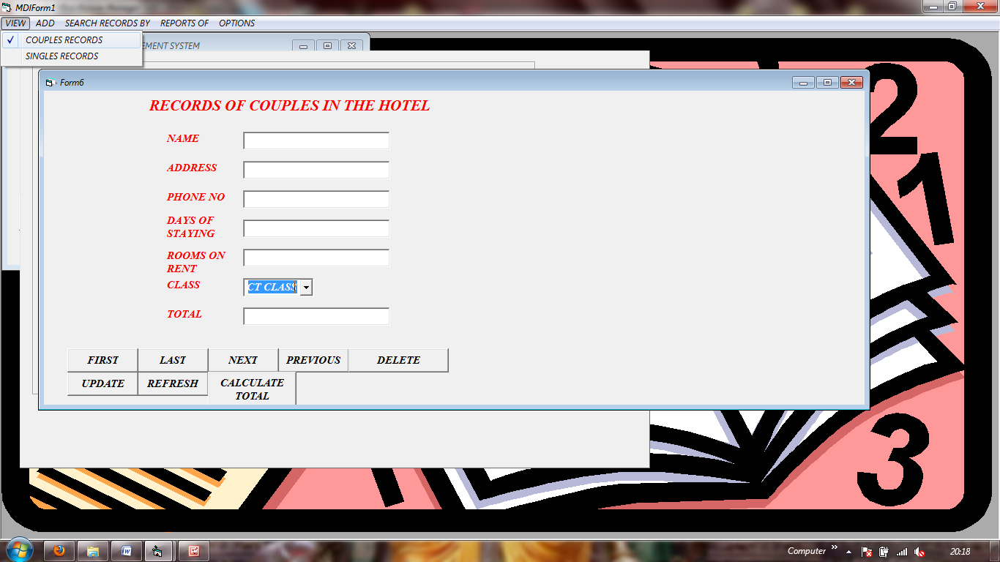 MDIForm1
VIEW ADD SEARCH RECORDS BY REPORTS OF OPTIONS
COUPLES RECORDS
SINGLES RECORDS
EMENT SYSTEM
Form6
RECORDS OF COUPLES IN THE HOTEL
NAME
ADDRESS
PHONE NO
DAYS OF
STAYING
ROOMS ON
RENT
CLASS
CT CLASS
TOTAL
FIRST LAST NEXT PREVIOUS DELETE
UPDATE REFRESH CALCULATE
TOTAL
2
1
3
Computer
20:18